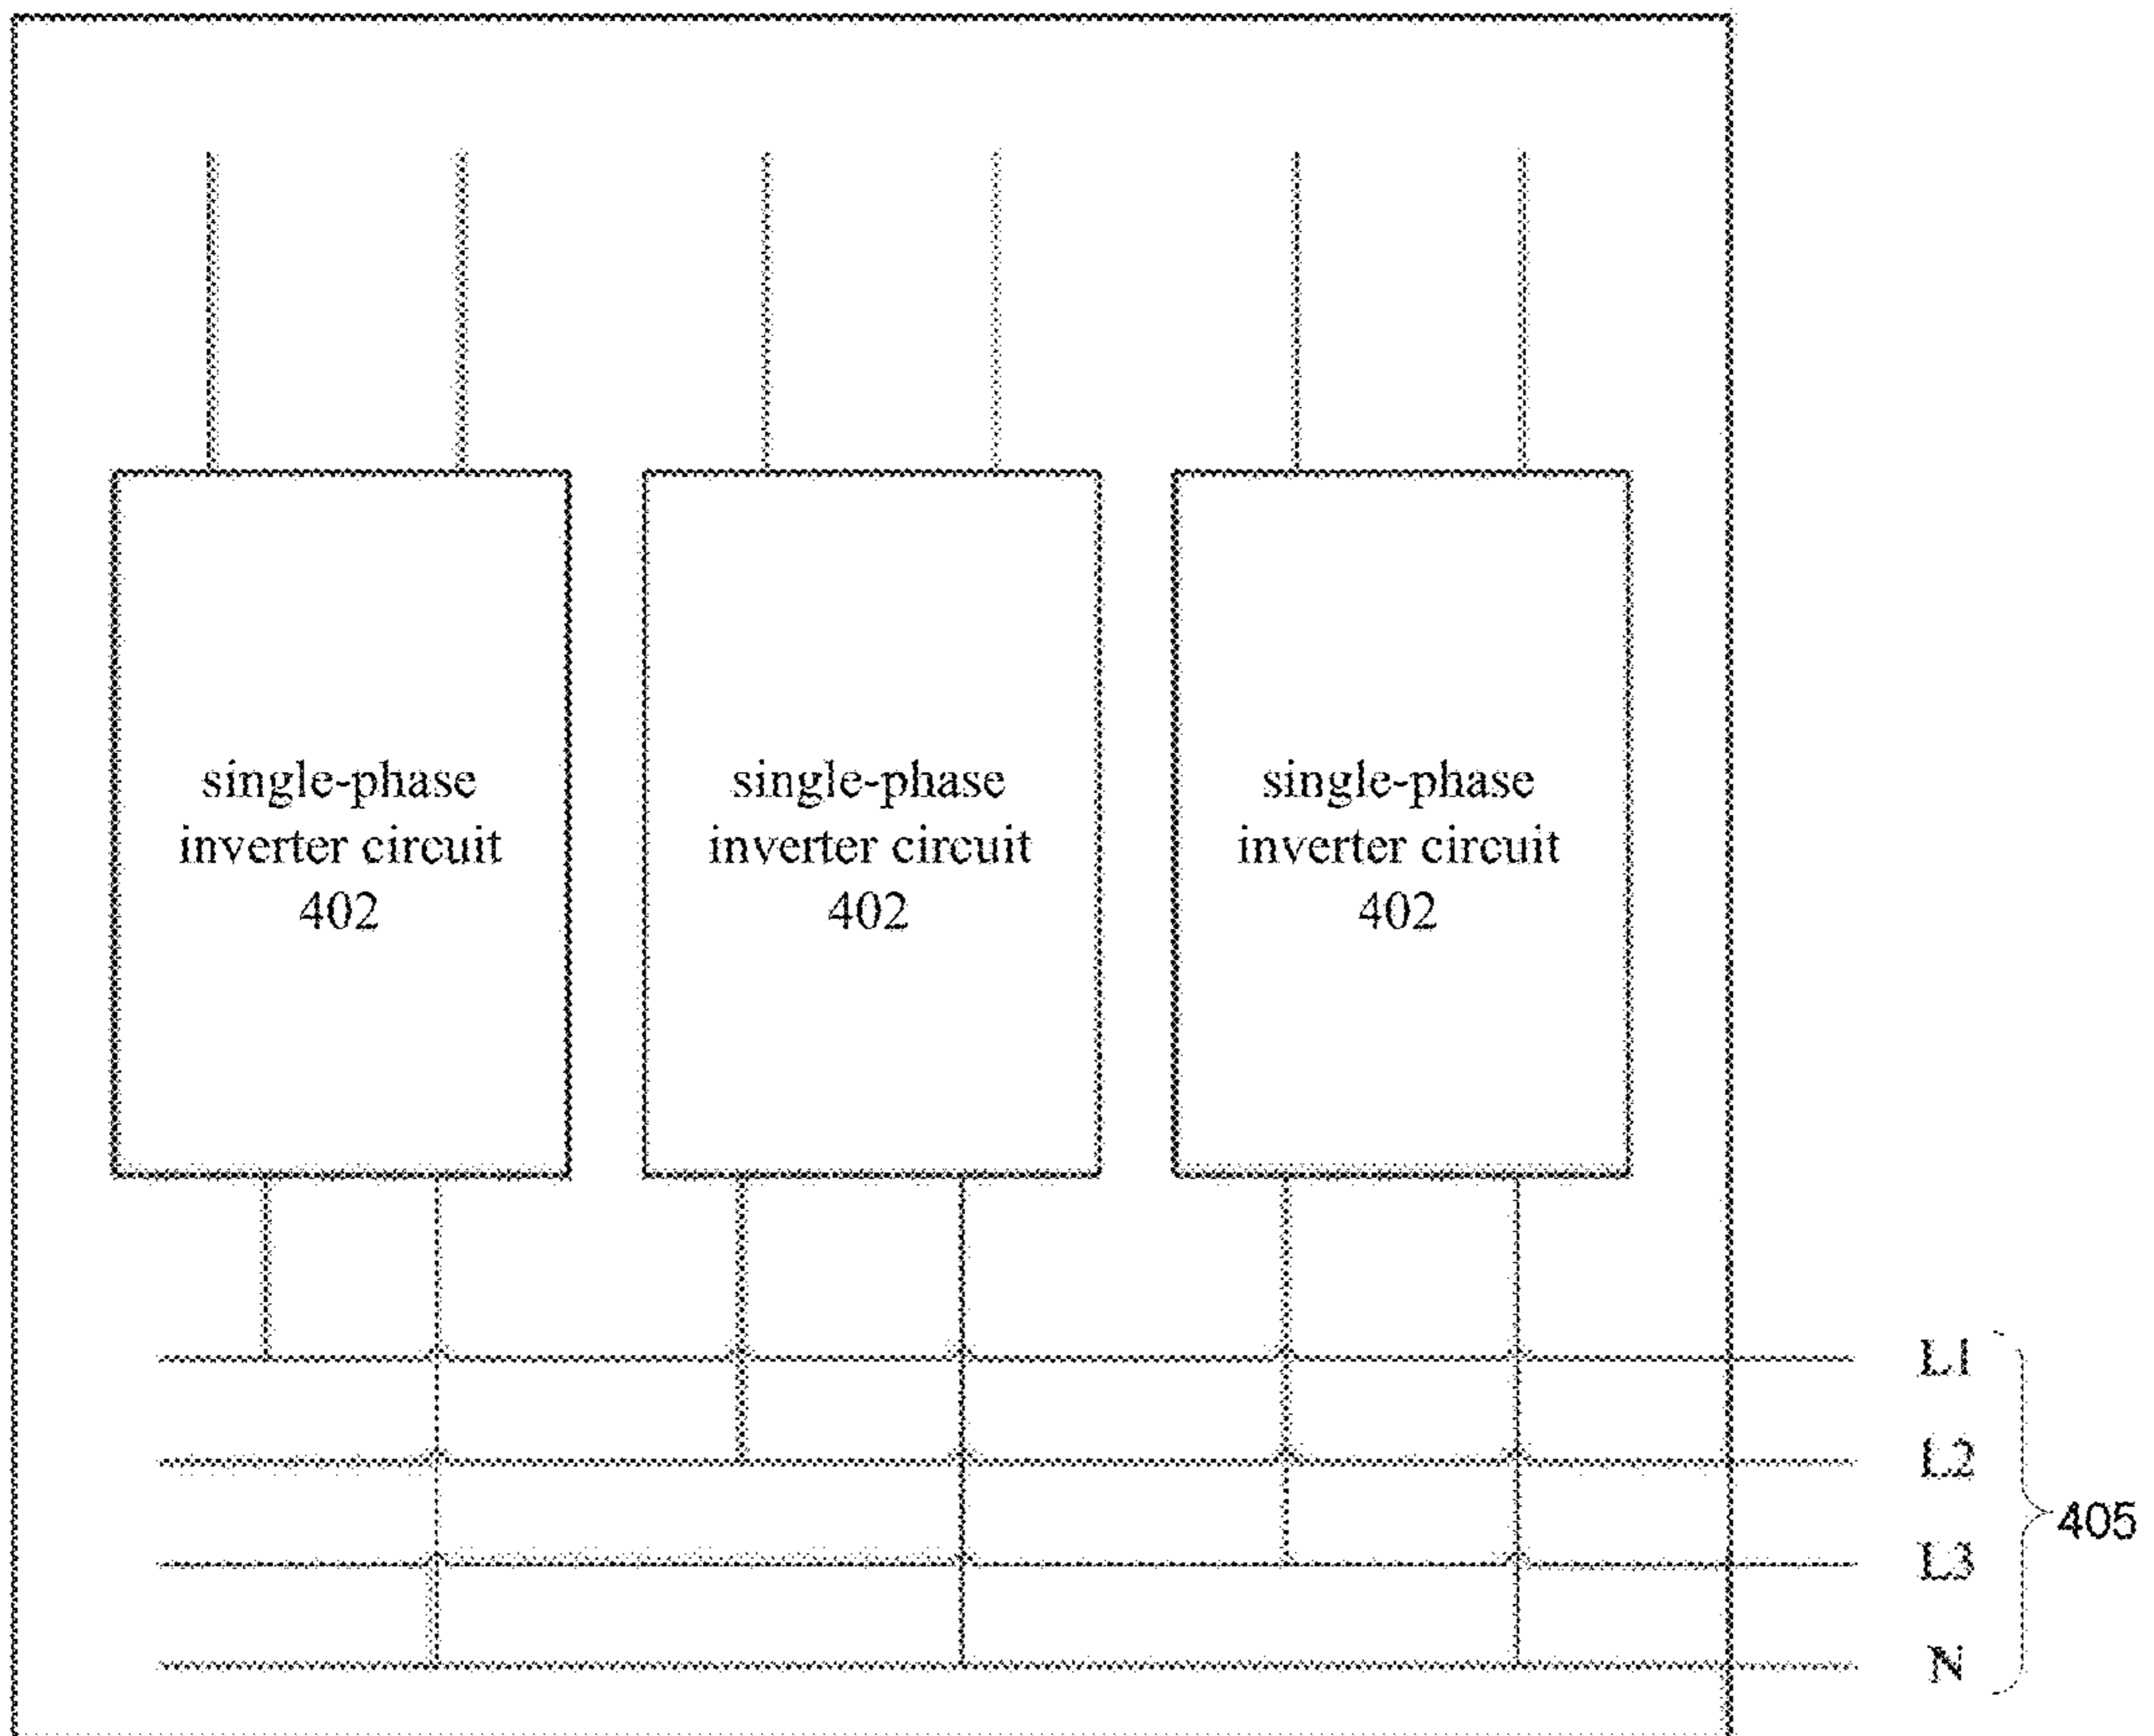 single-phase
inverter circuit
402
single-phase
inverter circuit
402
single-phase
inverter circuit
402
L1
L2
L3
N
405